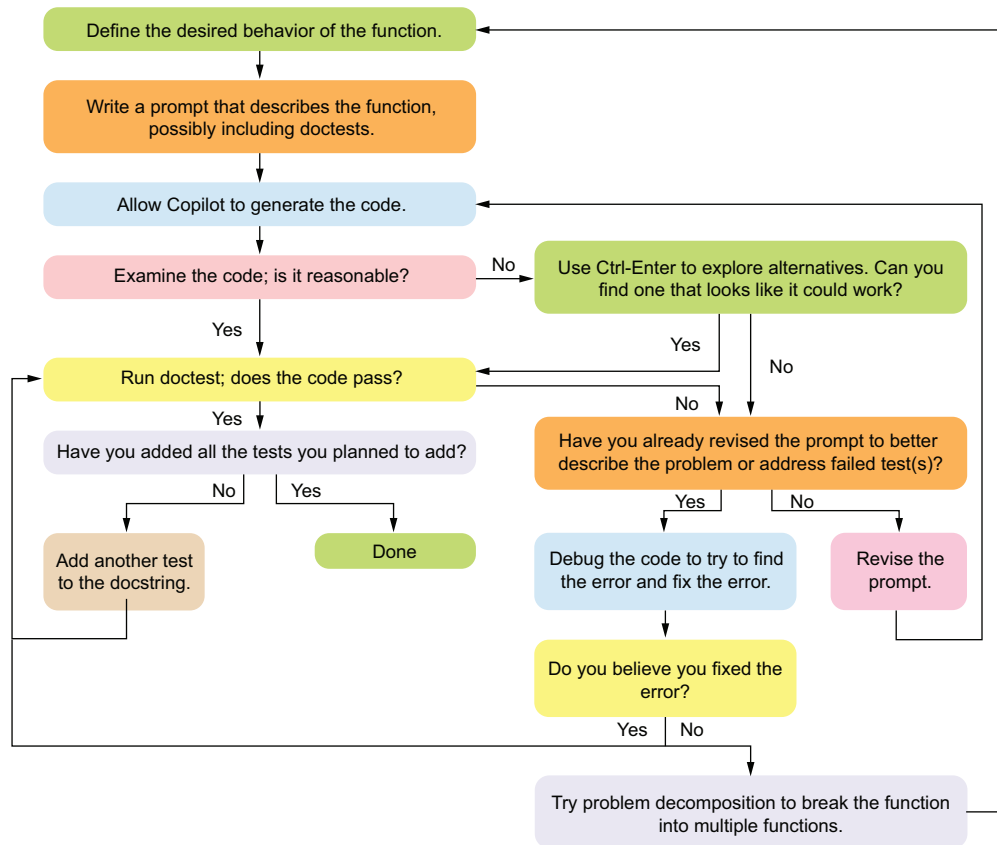 Define the desired behavior of the function.
Write a prompt that describes the function,
possibly including doctests.
Allow Copilot to generate the code.
Examine the code; is it reasonable?
No
Use Ctrl-Enter to explore alternatives. Can you
find one that looks like it could work?
Yes
Yes
No
Run doctest; does the code pass?
No
Yes
Have you added all the tests you planned to add?
Have you already revised the prompt to better
describe the problem or address failed test(s)?
No
Yes
Yes
No
Add another test
to the docstring.
Done
Debug the code to try to find
the error and fix the error.
Revise the
prompt.
Do you believe you fixed the
error?
Yes
No
Try problem decomposition to break the function
into multiple functions.